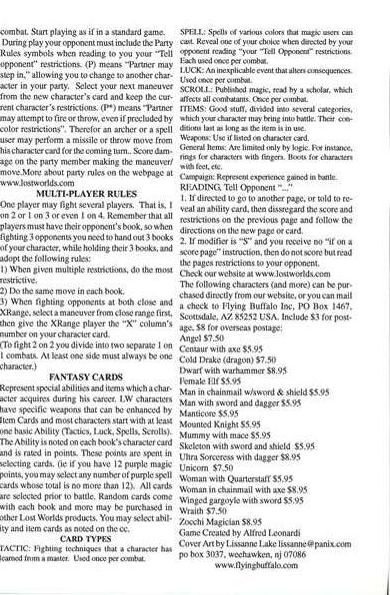 combat. Start playing as if in a standard game.
During play your opponent must include the Party
Rules symbols when reading to you your "Tell
opponent" restrictions. (P) means "Partner may
step in," allowing you to change to another char-
acter in your party. Select your next maneuver
from the new character's card and keep the cur-
rent character's restrictions. (P*) means "Partner
may attempt to fire or throw, even if precluded by
color restrictions". Therefor an archer or a spell
user may perform a missile or throw move from
his character card for the coming turn. Score dam-
age on the party member making the maneuver/
move.More about party rules on the webpage at
www.lostworlds.com
MULTI-PLAYER RULES
One player may fight several players. That is, 1
on 2 or 1 on 3 or even 1 on 4. Remember that all
players must have their opponent's book, so when
fighting 3 opponents you need to hand out 3 books
of your character, while holding their 3 books, and
adopt the following rules:
1) When given multiple restrictions, do the most
restrictive.
2) Do the same move in each book.
3) When fighting opponents at both close and
XRange, select a maneuver from close range first,
then give the XRange player the "X" column's
number on your character card.
(To fight 2 on 2 you divide into two separate 1 on
1 combats. At least one side must always be one
character.)
FANTASY CARDS
Represent special abilities and items which a char-
acter acquires during his career. LW characters
have specific weapons that can be enhanced by
Item Cards and most characters start with at least
one basic Ability (Tactics, Luck, Spells, Scrolls).
The Ability is noted on each book's character card
and is rated in points. These points are spent in
selecting cards. (ie if you have 12 purple magic
points, you may select any number of purple spell
cards whose total is no more than 12). All cards
are selected prior to battle. Random cards come
with each book and more may be purchased in
other Lost Worlds products. You may select abil-
ity and item cards as noted on the cc.
CARD TYPES
TACTIC: Fighting techniques that a character has
learned from a master. Used once per combat.
SPELL: Spells of various colors that magic users can
cast. Reveal one of your choice when directed by your
opponent reading "your "Tell Opponent" restrictions.
Each used once per combat.
LUCK: An inexplicable event that alters consequences.
Used once per combat.
SCROLL: Published magic, read by a scholar, which
affects all combatants. Once per combat.
ITEMS: Good stuff, divided into several categories,
which your character may bring into battle. Their con-
ditions last as long as the item is in use.
Weapons: Use if listed on character card.
General Items: Are limited only by logic. For instance,
rings for characters with fingers. Boots for characters
with feet, etc.
Campaign: Represent experience gained in battle.
READING, Tell Opponent "..."
1. If directed to go to another page, or told to re-
veal an ability card, then disregard the score and
restrictions on the previous page and follow the
directions on the new page or card.
2. If modifier is "S" and you receive no "if on a
score page" instruction, then do not score but read
the pages restrictions to your opponent.
Check our website at www.lostworlds.com
The following characters (and more) can be pur-
chased directly from our website, or you can mail
a check to Flying Buffalo Inc, PO Box 1467,
Scottsdale, AZ 85252 USA. Include $3 for post-
age, $8 for overseas postage:
Angel $7.50
Centaur with axe $5.95
Cold Drake (dragon) $7.50
Dwarf with warhammer $8.95
Female Elf $5.95
Man in chainmail w/sword & shield $5.95
Man with sword and dagger $5.95
Manticore $5.95
Mounted Knight $5.95
Mummy with mace $5.95
Skeleton with sword and shield $5.95
Ultra Sorceress with dagger $8.95
Unicorn $7.50
Woman with Quarterstaff $5.95
Woman in chainmail with axe $8.95
Winged gargoyle with sword $5.95
Wraith $7.50
Zocchi Magician $8.95
Game Created by Alfred Leonardi
Cover Art by Lissanne Lake lissanne@panix.com
po box 3037, weehawken, nj 07086
www.flyingbuffalo.com